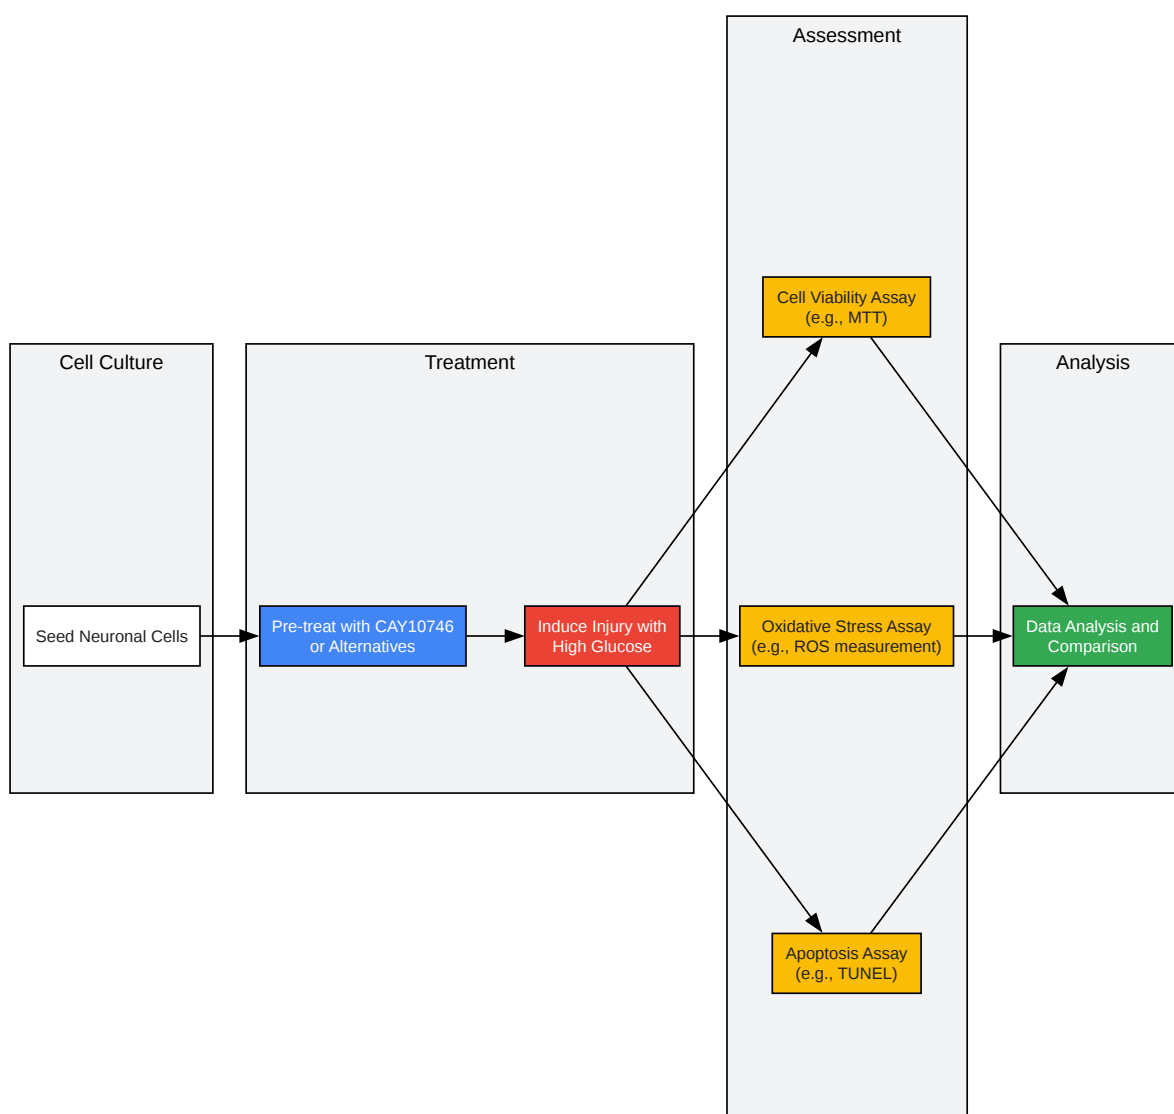 Assessment
Cell Viability Assay
(e.g., MTT)
Cell Culture
Treatment
Analysis
Seed Neuronal Cells
Pre-treat with CAY10746
or Alternatives
Induce Injury with
High Glucose
Oxidative Stress Assay
(e.g., ROS measurement)
Data Analysis and
Comparison
Apoptosis Assay
(e.g., TUNEL)